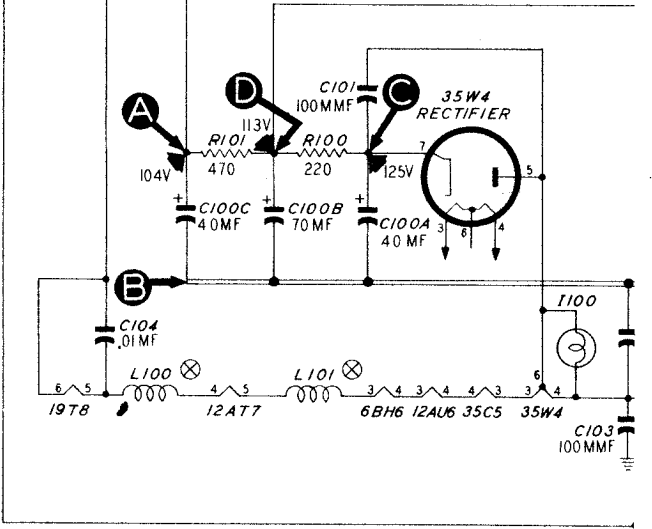 C101
100MMF
35W4
RECTIFIER
D
C
A
113V
R101
R100
7
104V
470
220
125V
5
+
C100C
40MF
+
C100B
70MF
+
C100A
40MF
3
6
4
B
I100
C104
.01MF
L100
L101
6
6 5
4 5
3 4
3 4
4 3
3 4
19T8
12AT7
6BH6
12AU6
35C5
35W4
C103
100MMF